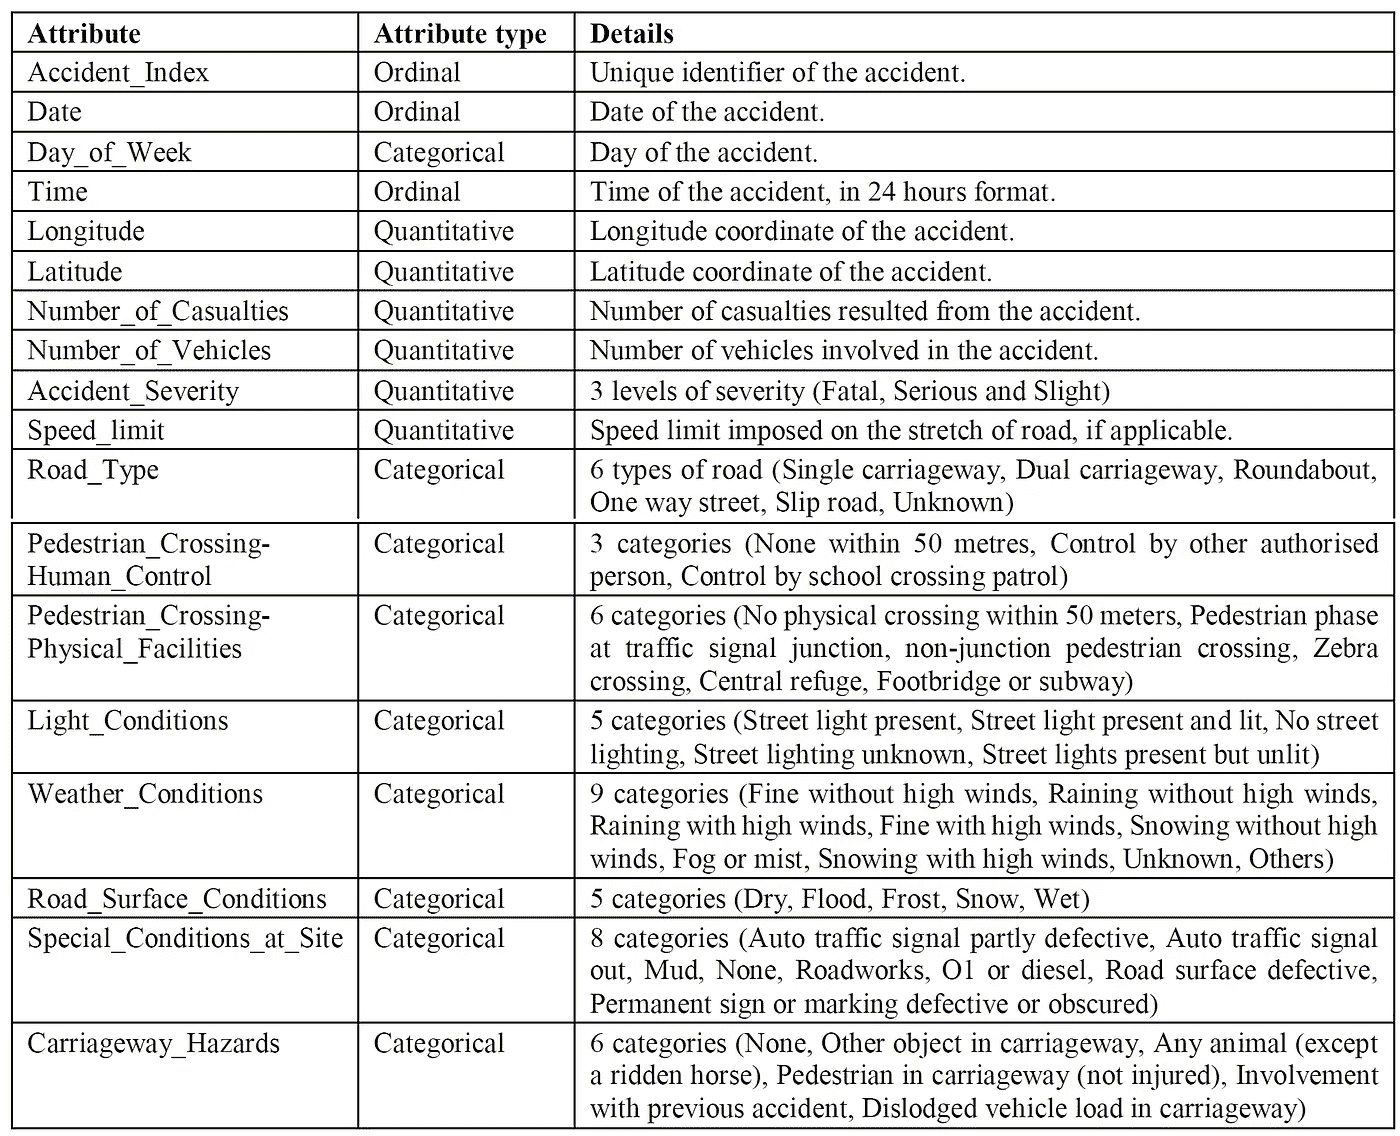 Attribute Attribute type Details
Accident_Index Ordinal Unique identifier of the accident.
Date Ordinal Date of the accident.
Day_of_Week Categorical Day of the accident.
Time Ordinal Time of the accident, in 24 hours format.
Longitude Quantitative Longitude coordinate of the accident.
Latitude Quantitative Latitude coordinate of the accident.
Number_of_Casualties Quantitative Number of casualties resulted from the accident.
Number_of_Vehicles Quantitative Number of vehicles involved in the accident.
Accident_Severity Quantitative 3 levels of severity (Fatal, Serious and Slight)
Speed_limit Quantitative Speed limit imposed on the stretch of road, if applicable.
Road_Type Categorical 6 types of road (Single carriageway, Dual carriageway, Roundabout,
One way street, Slip road, Unknown)
Pedestrian_Crossing- Categorical 3 categories (None within 50 metres, Control by other authorised
Human_Control person, Control by school crossing patrol)
Pedestrian_Crossing- Categorical 6 categories (No physical crossing within 50 meters, Pedestrian phase
Physical_Facilities at traffic signal junction, non-junction pedestrian crossing, Zebra
crossing, Central refuge, Footbridge or subway)
Light_Conditions Categorical 5 categories (Street light present, Street light present and lit, No street
lighting, Street lighting unknown, Street lights present but unlit)
Weather_Conditions Categorical 9 categories (Fine without high winds, Raining without high winds,
Raining with high winds, Fine with high winds, Snowing without high
winds, Fog or mist, Snowing with high winds, Unknown, Others)
Road_Surface_Conditions Categorical 5 categories (Dry, Flood, Frost, Snow, Wet)
Special_Conditions_at_Site Categorical 8 categories (Auto traffic signal partly defective, Auto traffic signal
out, Mud, None, Roadworks, O1 or diesel, Road surface defective,
Permanent sign or marking defective or obscured)
Carriageway_Hazards Categorical 6 categories (None, Other object in carriageway, Any animal (except
a ridden horse), Pedestrian in carriageway (not injured), Involvement
with previous accident, Dislodged vehicle load in carriageway)